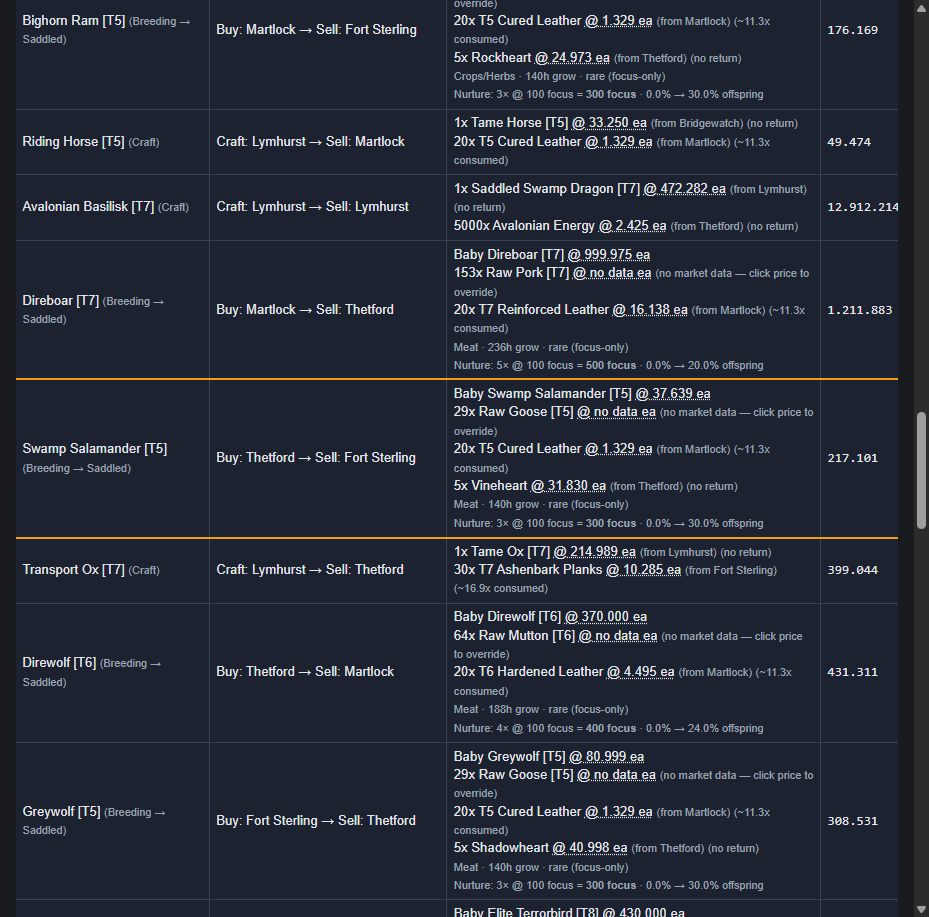 override)
Bighorn Ram [T5] (Breeding →
Saddled)
Buy: Martlock → Sell: Fort Sterling
20x T5 Cured Leather @ 1.329 ea (from Martlock) (~11.3x
consumed)
5x Rockheart @ 24.973 ea (from Thetford) (no return)
Crops/Herbs · 140h grow · rare (focus-only)
Nurture: 3× @ 100 focus = 300 focus · 0.0% → 30.0% offspring
176.169
Riding Horse [T5] (Craft)
Craft: Lymhurst → Sell: Martlock
1x Tame Horse [T5] @ 33.250 ea (from Bridgewatch) (no return)
20x T5 Cured Leather @ 1.329 ea (from Martlock) (~11.3x
consumed)
49.474
Avalonian Basilisk [T7] (Craft)
Craft: Lymhurst → Sell: Lymhurst
1x Saddled Swamp Dragon [T7] @ 472.282 ea (from Lymhurst)
(no return)
5000x Avalonian Energy @ 2.425 ea (from Thetford) (no return)
12.912.214
Direboar [T7] (Breeding →
Saddled)
Buy: Martlock → Sell: Thetford
Baby Direboar [T7] @ 999.975 ea
153x Raw Pork [T7] @ no data ea (no market data — click price to
override)
20x T7 Reinforced Leather @ 16.138 ea (from Martlock) (~11.3x
consumed)
Meat · 236h grow · rare (focus-only)
Nurture: 5× @ 100 focus = 500 focus · 0.0% → 20.0% offspring
1.211.883
Swamp Salamander [T5]
(Breeding → Saddled)
Buy: Thetford → Sell: Fort Sterling
Baby Swamp Salamander [T5] @ 37.639 ea
29x Raw Goose [T5] @ no data ea (no market data — click price to
override)
20x T5 Cured Leather @ 1.329 ea (from Martlock) (~11.3x
consumed)
5x Vineheart @ 31.830 ea (from Thetford) (no return)
Meat · 140h grow · rare (focus-only)
Nurture: 3× @ 100 focus = 300 focus · 0.0% → 30.0% offspring
217.101
Transport Ox [T7] (Craft)
Craft: Lymhurst → Sell: Thetford
1x Tame Ox [T7] @ 214.989 ea (from Lymhurst) (no return)
30x T7 Ashenbark Planks @ 10.285 ea (from Fort Sterling)
(~16.9x consumed)
399.044
Direwolf [T6] (Breeding →
Saddled)
Buy: Thetford → Sell: Martlock
Baby Direwolf [T6] @ 370.000 ea
64x Raw Mutton [T6] @ no data ea (no market data — click price
to override)
20x T6 Hardened Leather @ 4.495 ea (from Martlock) (~11.3x
consumed)
Meat · 188h grow · rare (focus-only)
Nurture: 4× @ 100 focus = 400 focus · 0.0% → 24.0% offspring
431.311
Greywolf [T5] (Breeding →
Saddled)
Buy: Fort Sterling → Sell: Thetford
Baby Greywolf [T5] @ 80.999 ea
29x Raw Goose [T5] @ no data ea (no market data — click price to
override)
20x T5 Cured Leather @ 1.329 ea (from Martlock) (~11.3x
consumed)
5x Shadowheart @ 40.998 ea (from Thetford) (no return)
Meat · 140h grow · rare (focus-only)
Nurture: 3× @ 100 focus = 300 focus · 0.0% → 30.0% offspring
308.531
Baby Elite Terrorbird [T8] @ 430.000 ea